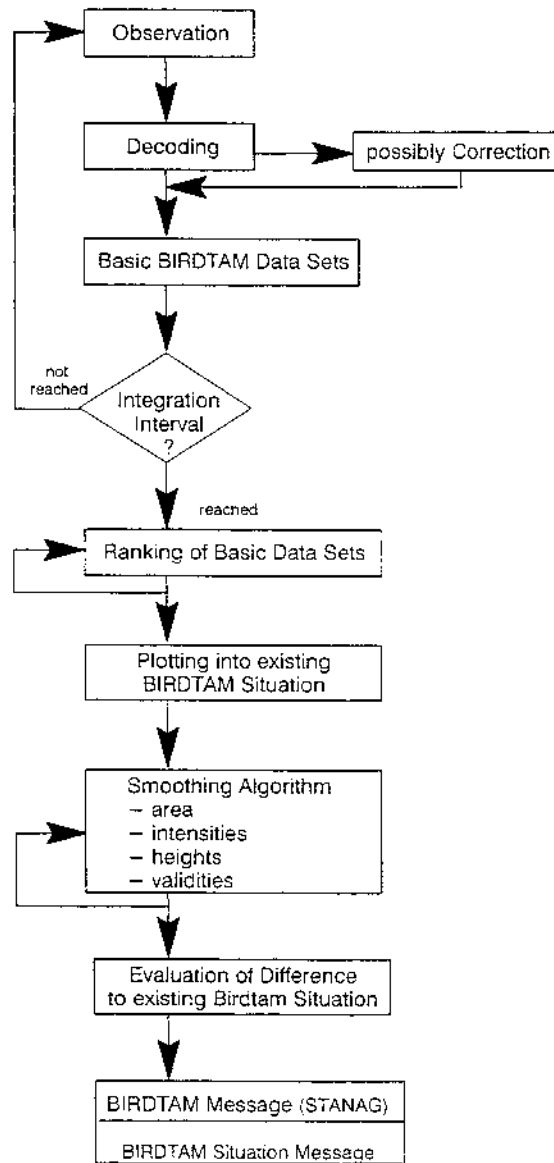 Observation
Decoding
possibly Correction
Basic BIRDTAM Data Sets
not
reached
Integration
Interval
?
reached
Ranking of Basic Data Sets
Plotting into existing
BIRDTAM Situation
Smoothing Algorithm
– area
– intensities
– heights
– validities
Evaluation of Difference
to existing Birdtam Situation
BIRDTAM Message (STANAG)
BIRDTAM Situation Message